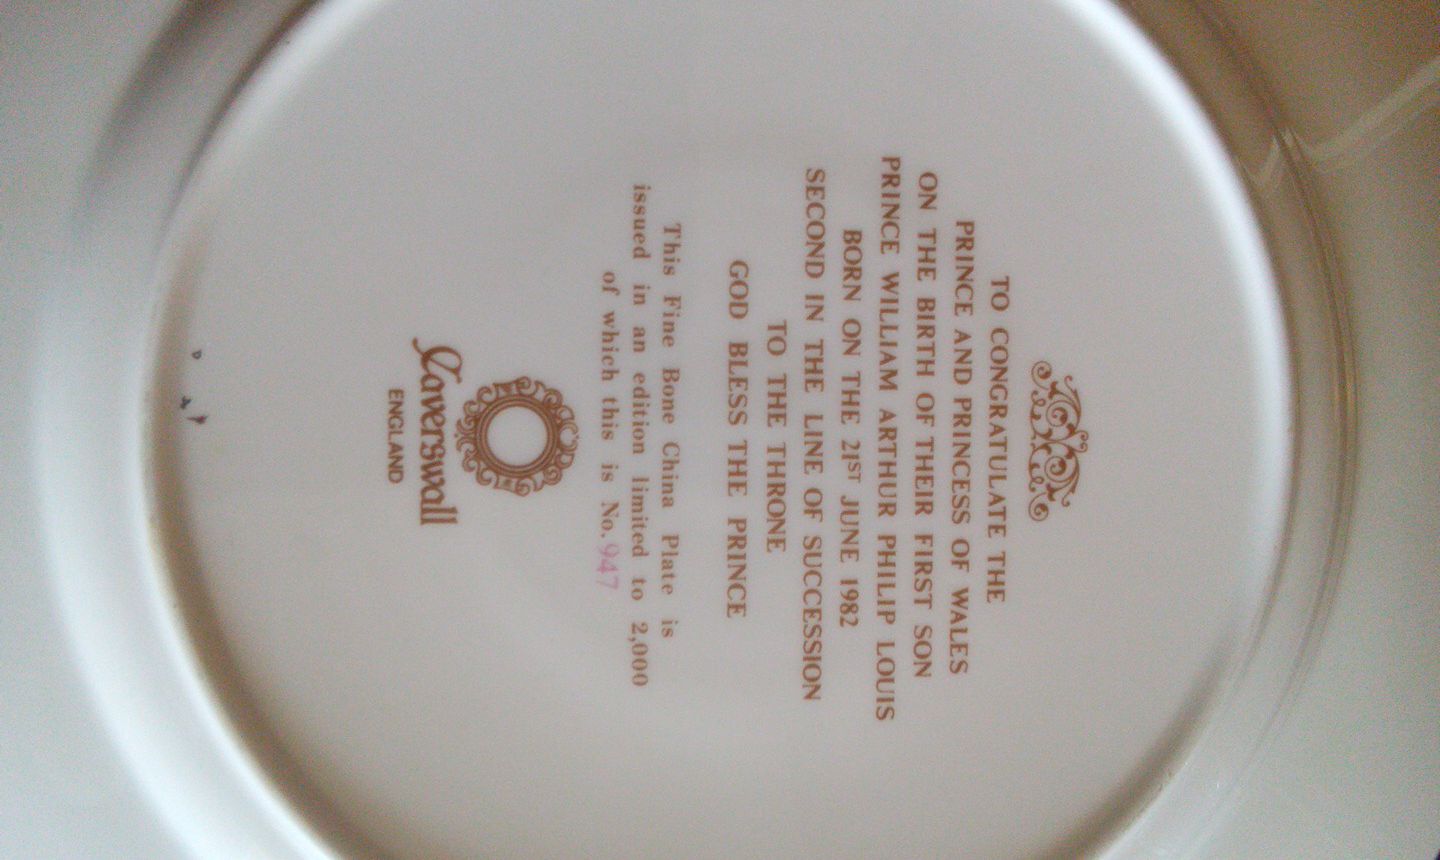 TO CONGRATULATE THE
PRINCE AND PRINCESS OF WALES
ON THE BIRTH OF THEIR FIRST SON
PRINCE WILLIAM ARTHUR PHILIP LOUIS
BORN ON THE 21ST JUNE 1982
SECOND IN THE LINE OF SUCCESSION
TO THE THRONE
GOD BLESS THE PRINCE
This Fine Bone China Plate is
issued in an edition limited to 2,000
of which this is No. 947
Caverswall
ENGLAND